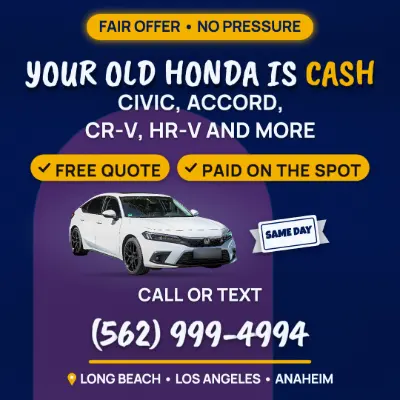 FAIR OFFER • NO PRESSURE
YOUR OLD HONDA IS CASH
CIVIC, ACCORD,
CR-V, HR-V AND MORE
FREE QUOTE
PAID ON THE SPOT
SAME DAY
CALL OR TEXT
(562) 999-4994
LONG BEACH • LOS ANGELES • ANAHEIM